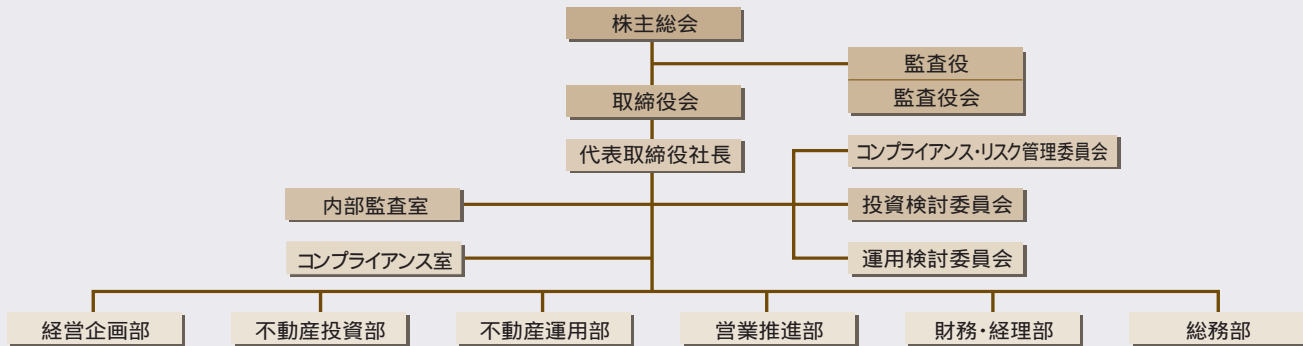 株主総会
監査役
監査役会
取締役会
代表取締役社長
コンプライアンス・リスク管理委員会
内部監査室
投資検討委員会
コンプライアンス室
運用検討委員会
経営企画部
不動産投資部
不動産運用部
営業推進部
財務・経理部
総務部